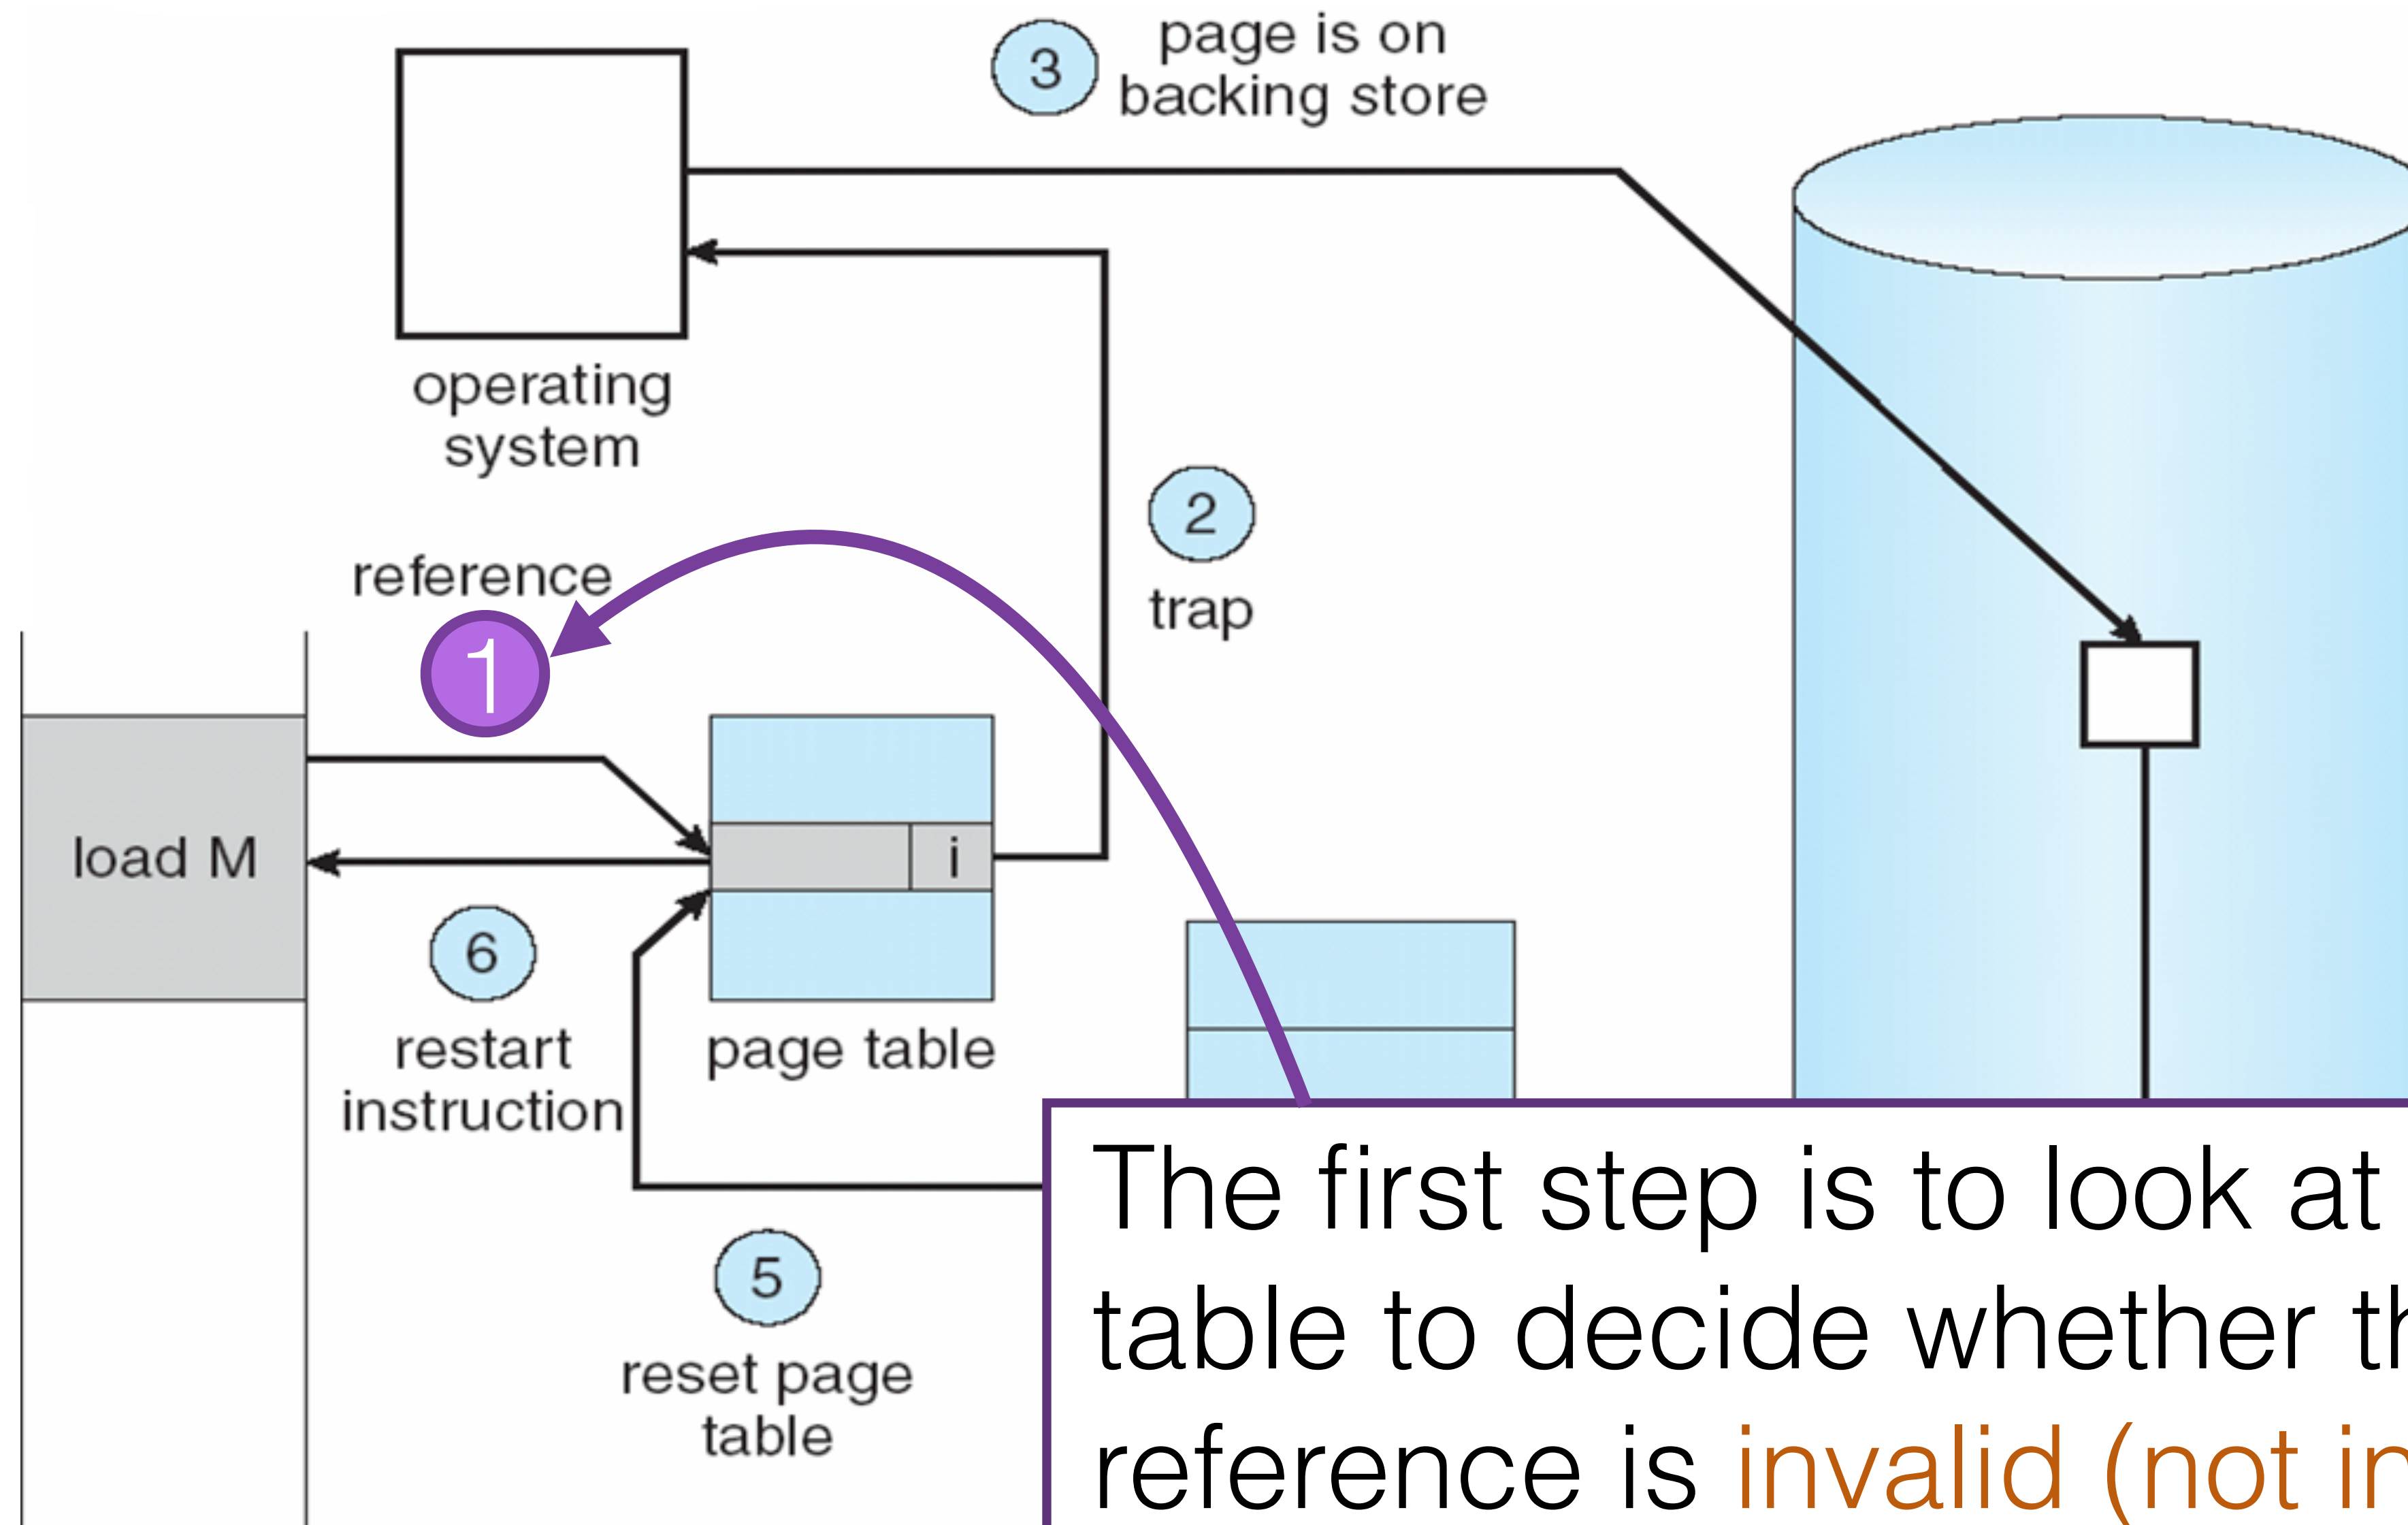 3
page is on
backing store
operating
system
2
trap
reference
1
load M
i
6
restart
instruction
page table
5
reset page
table
The first step is to look at
table to decide whether
reference is invalid (not in